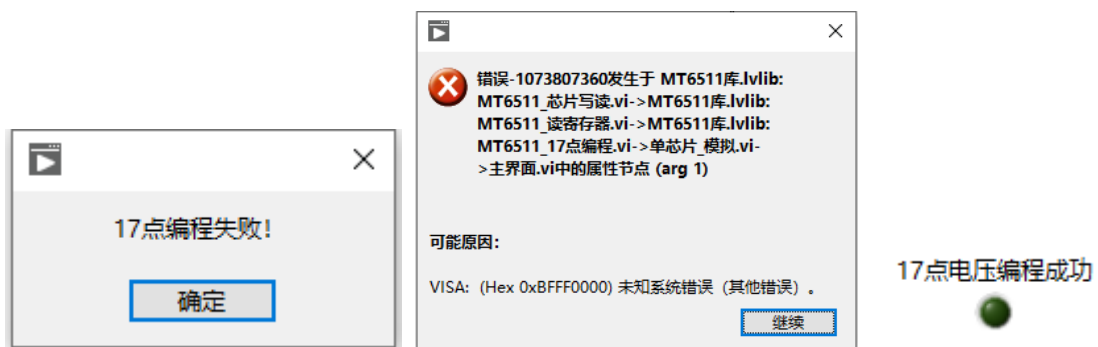 17点编程失败!
确定
错误-1073807360发生于 MT6511库.lvlib:
MT6511_芯片写读.vi->MT6511库.lvlib:
MT6511_读寄存器.vi->MT6511库.lvlib:
MT6511_17点编程.vi->单芯片_模拟.vi-
>主界面.vi中的属性节点 (arg 1)
可能原因:
VISA: (Hex 0xBFFF0000) 未知系统错误（其他错误）。
继续
17点电压编程成功